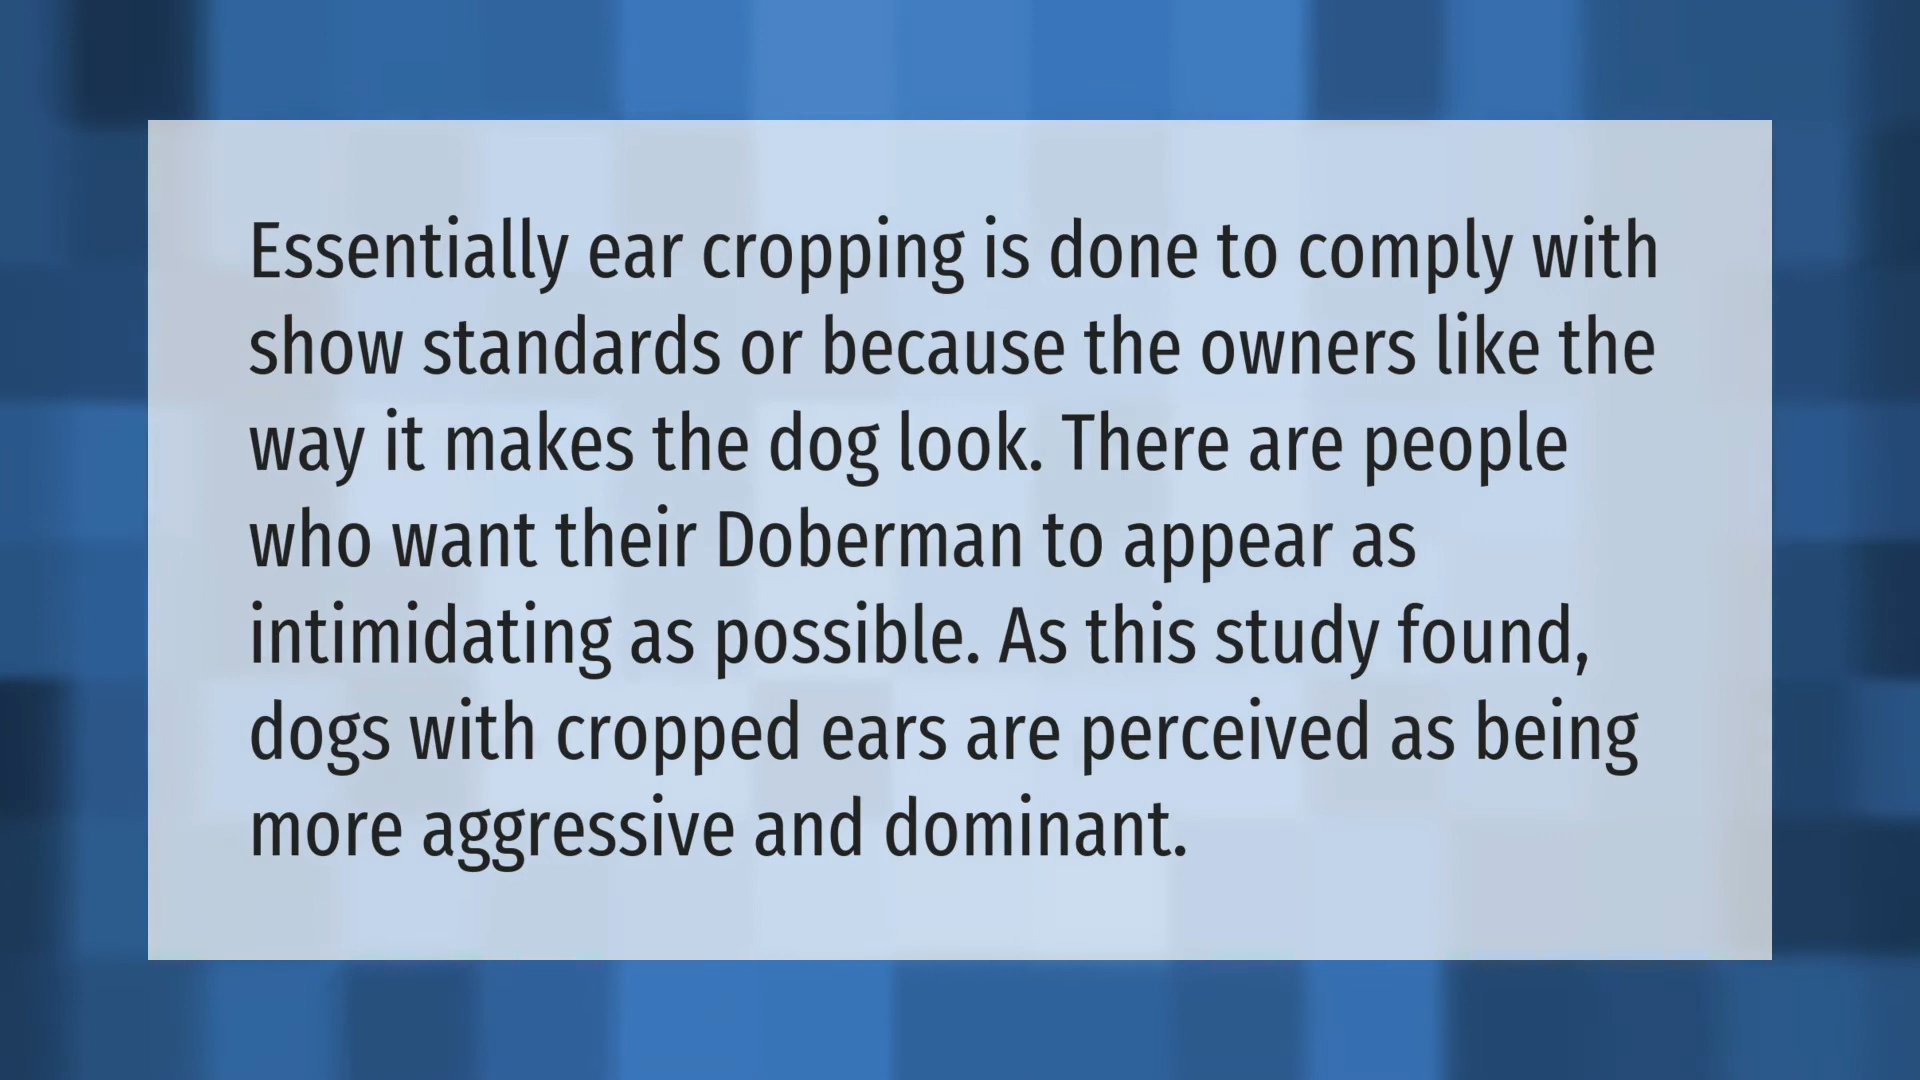 Essentially ear cropping is done to comply with
show standards or because the owners like the
way it makes the dog look. There are people
who want their Doberman to appear as
intimidating as possible. As this study found,
dogs with cropped ears are perceived as being
more aggressive and dominant.